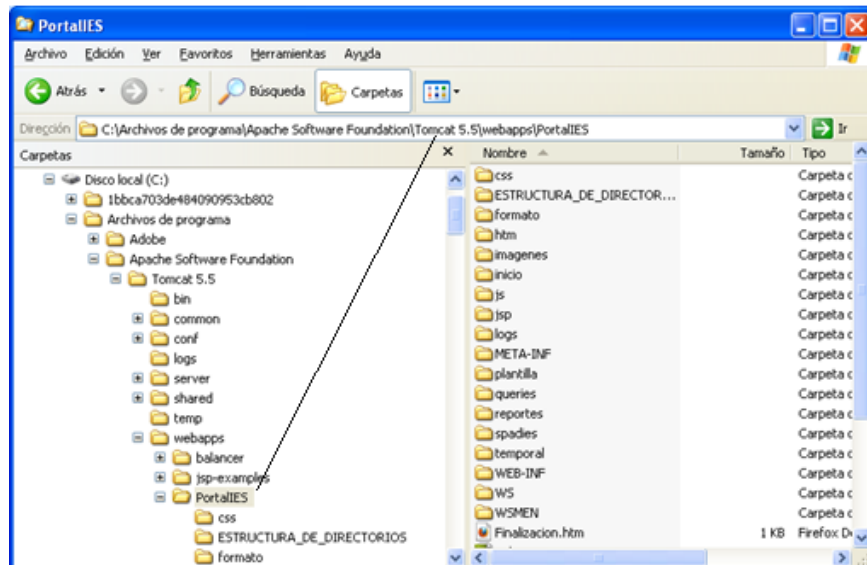 PortalIES
Archivo Edición Ver Favoritos Herramientas Ayuda
Atrás Búsqueda Carpetas
Dirección C:\Archivos de programa\Apache Software Foundation\Tomcat 5.5\webapps\PortalIES Ir
Carpetas
Disco local (C:)
1bbca703de484090953cb802
Archivos de programa
Adobe
Apache Software Foundation
Tomcat 5.5
bin
common
conf
logs
server
shared
temp
webapps
balancer
jsp-examples
PortalIES
css
ESTRUCTURA_DE_DIRECTORIOS
formato
Nombre Tamaño Tipo
css Carpeta c
ESTRUCTURA_DE_DIRECTOR... Carpeta c
formato Carpeta c
htm Carpeta c
imagenes Carpeta c
inicio Carpeta c
js Carpeta c
jsp Carpeta c
logs Carpeta c
META-INF Carpeta c
plantilla Carpeta c
queries Carpeta c
reportes Carpeta c
spadies Carpeta c
temporal Carpeta c
WEB-INF Carpeta c
WS Carpeta c
WSMEN Carpeta c
Finalizacion.htm 1 KB Firefox D